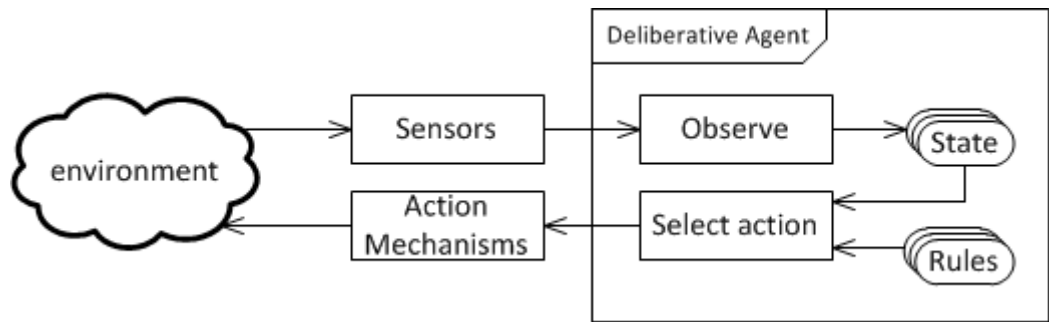 Deliberative Agent
environment
Sensors
Observe
State
Action
Mechanisms
Select action
Rules